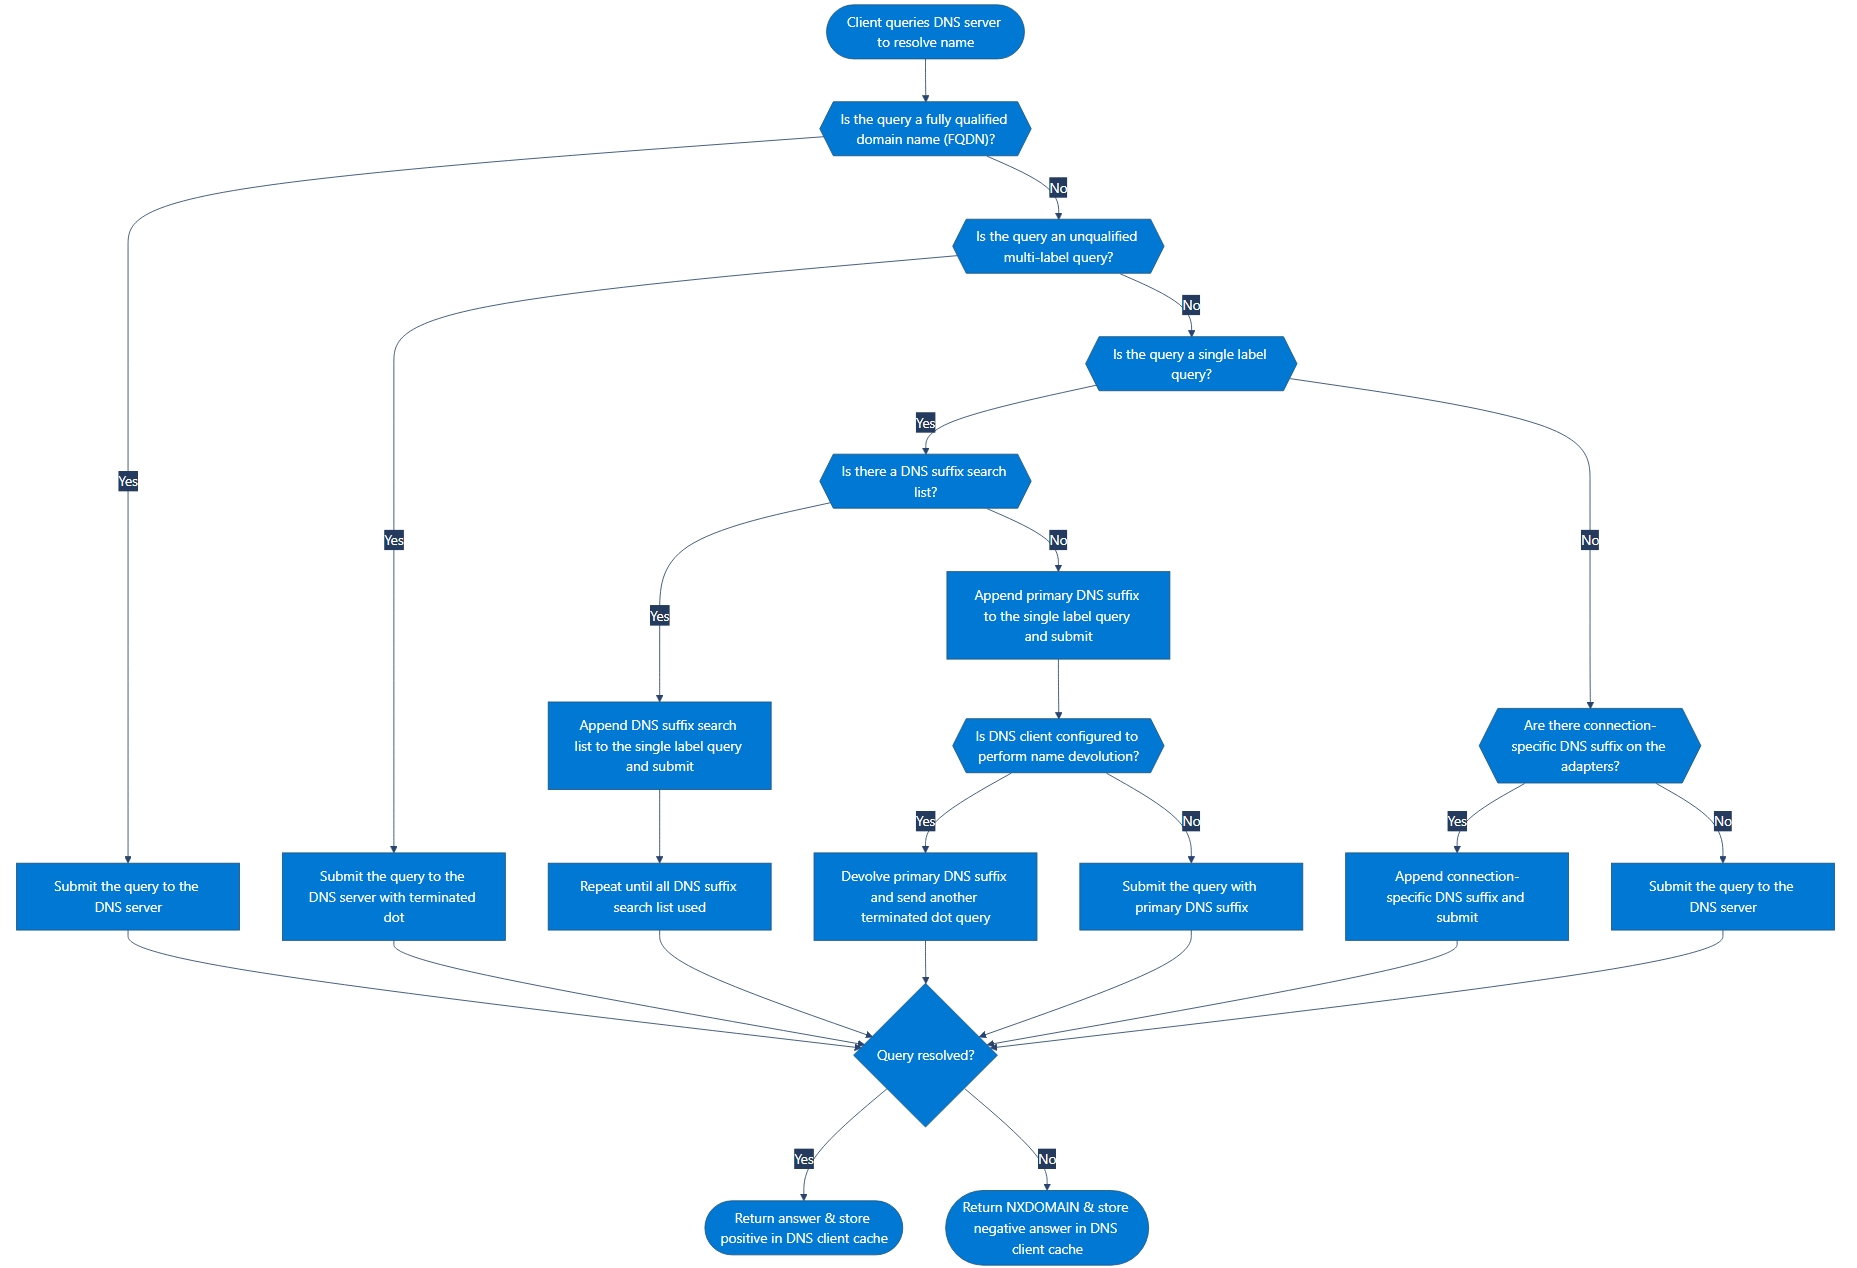 Client queries DNS server
to resolve name
Is the query a fully qualified
domain name (FQDN)?
No
Is the query an unqualified
multi-label query?
No
Is the query a single label
query?
Yes
Is there a DNS suffix search
list?
Yes
Yes
No
No
Append primary DNS suffix
to the single label query
and submit
Yes
Append DNS suffix search
list to the single label query
and submit
Is DNS client configured to
perform name devolution?
Are there connection-
specific DNS suffix on the
adapters?
Yes
No
Yes
No
Submit the query to the
DNS server
Submit the query to the
DNS server with terminated
dot
Repeat until all DNS suffix
search list used
Devolve primary DNS suffix
and send another
terminated dot query
Submit the query with
primary DNS suffix
Append connection-
specific DNS suffix and
submit
Submit the query to the
DNS server
Query resolved?
Yes
No
Return answer & store
positive in DNS client cache
Return NXDOMAIN & store
negative answer in DNS
client cache